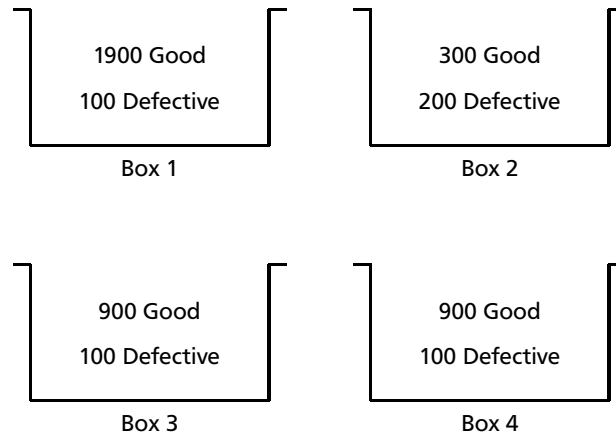 1900 Good
100 Defective
Box 1
300 Good
200 Defective
Box 2
900 Good
100 Defective
Box 3
900 Good
100 Defective
Box 4